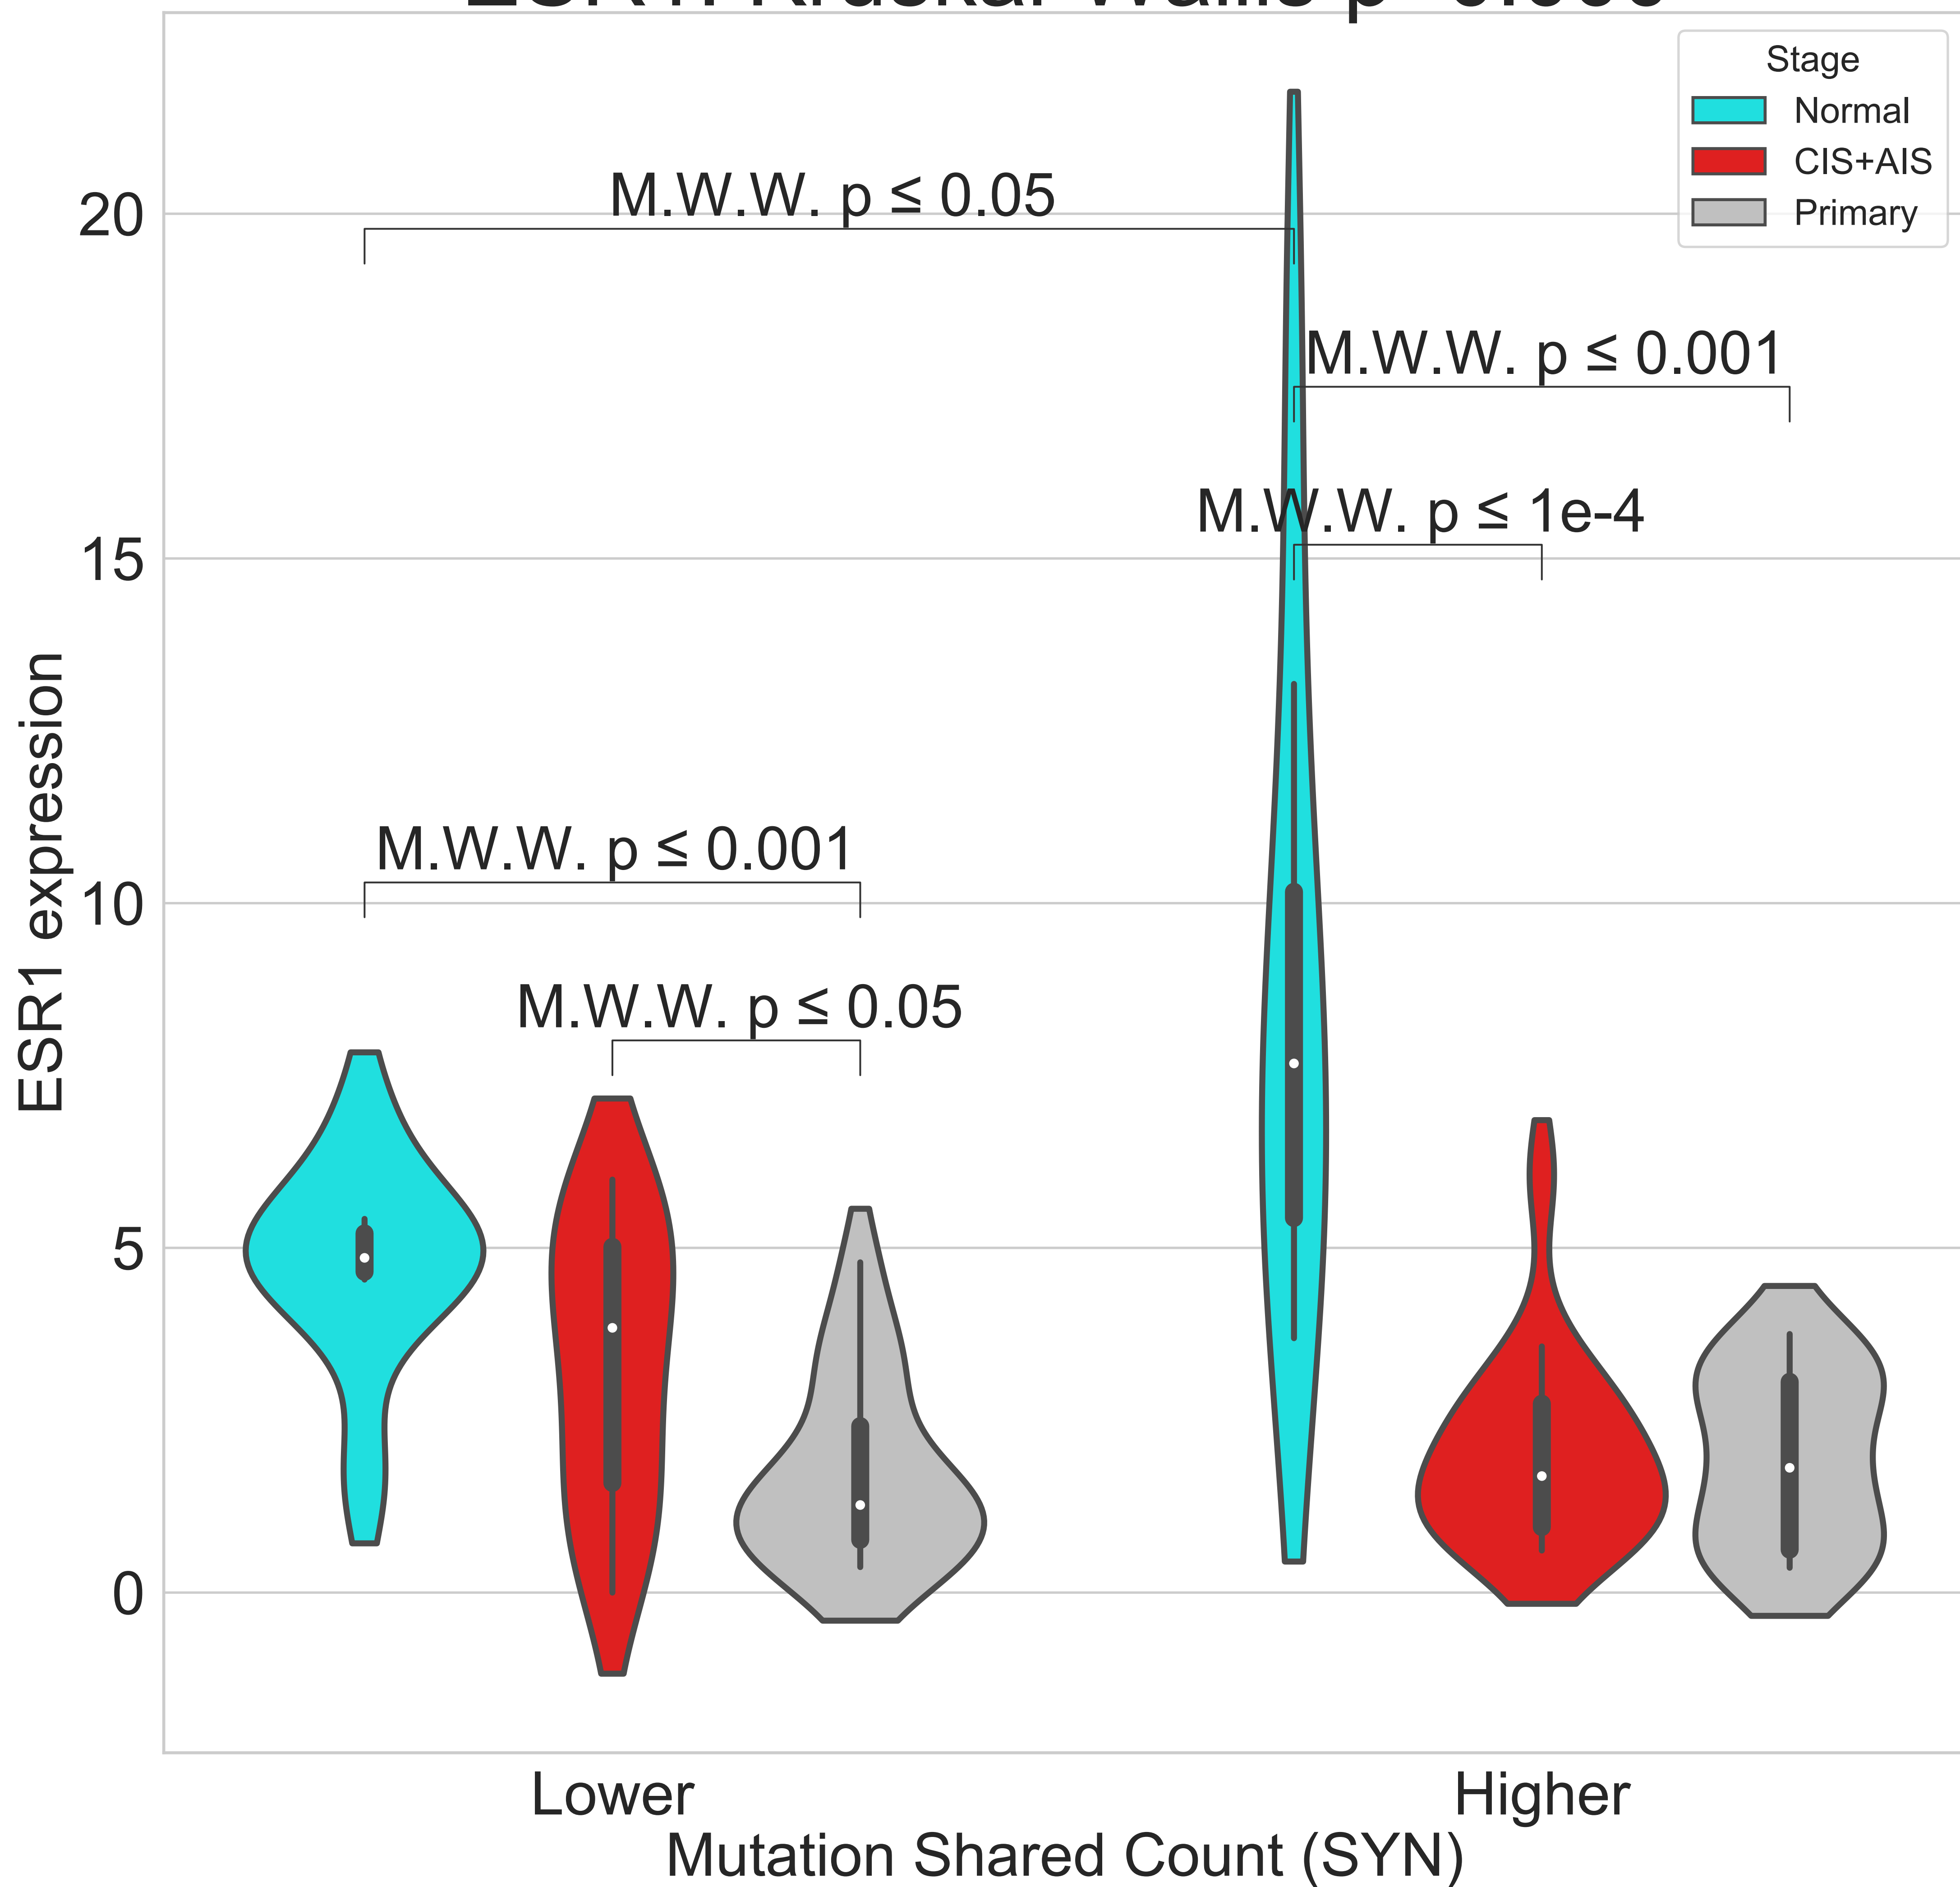 Stage
Normal
CIS+AIS
Primary
M.W.W. p ≤ 0.05
M.W.W. p ≤ 0.001
M.W.W. p ≤ 1e-4
M.W.W. p ≤ 0.001
M.W.W. p ≤ 0.05
20
15
10
5
0
ESR1 expression
Lower
Higher
Mutation Shared Count (SYN)